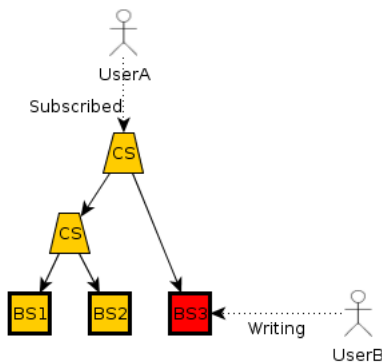 UserA
Subscribed
CS
CS
BS1
BS2
BS3
Writing
UserB